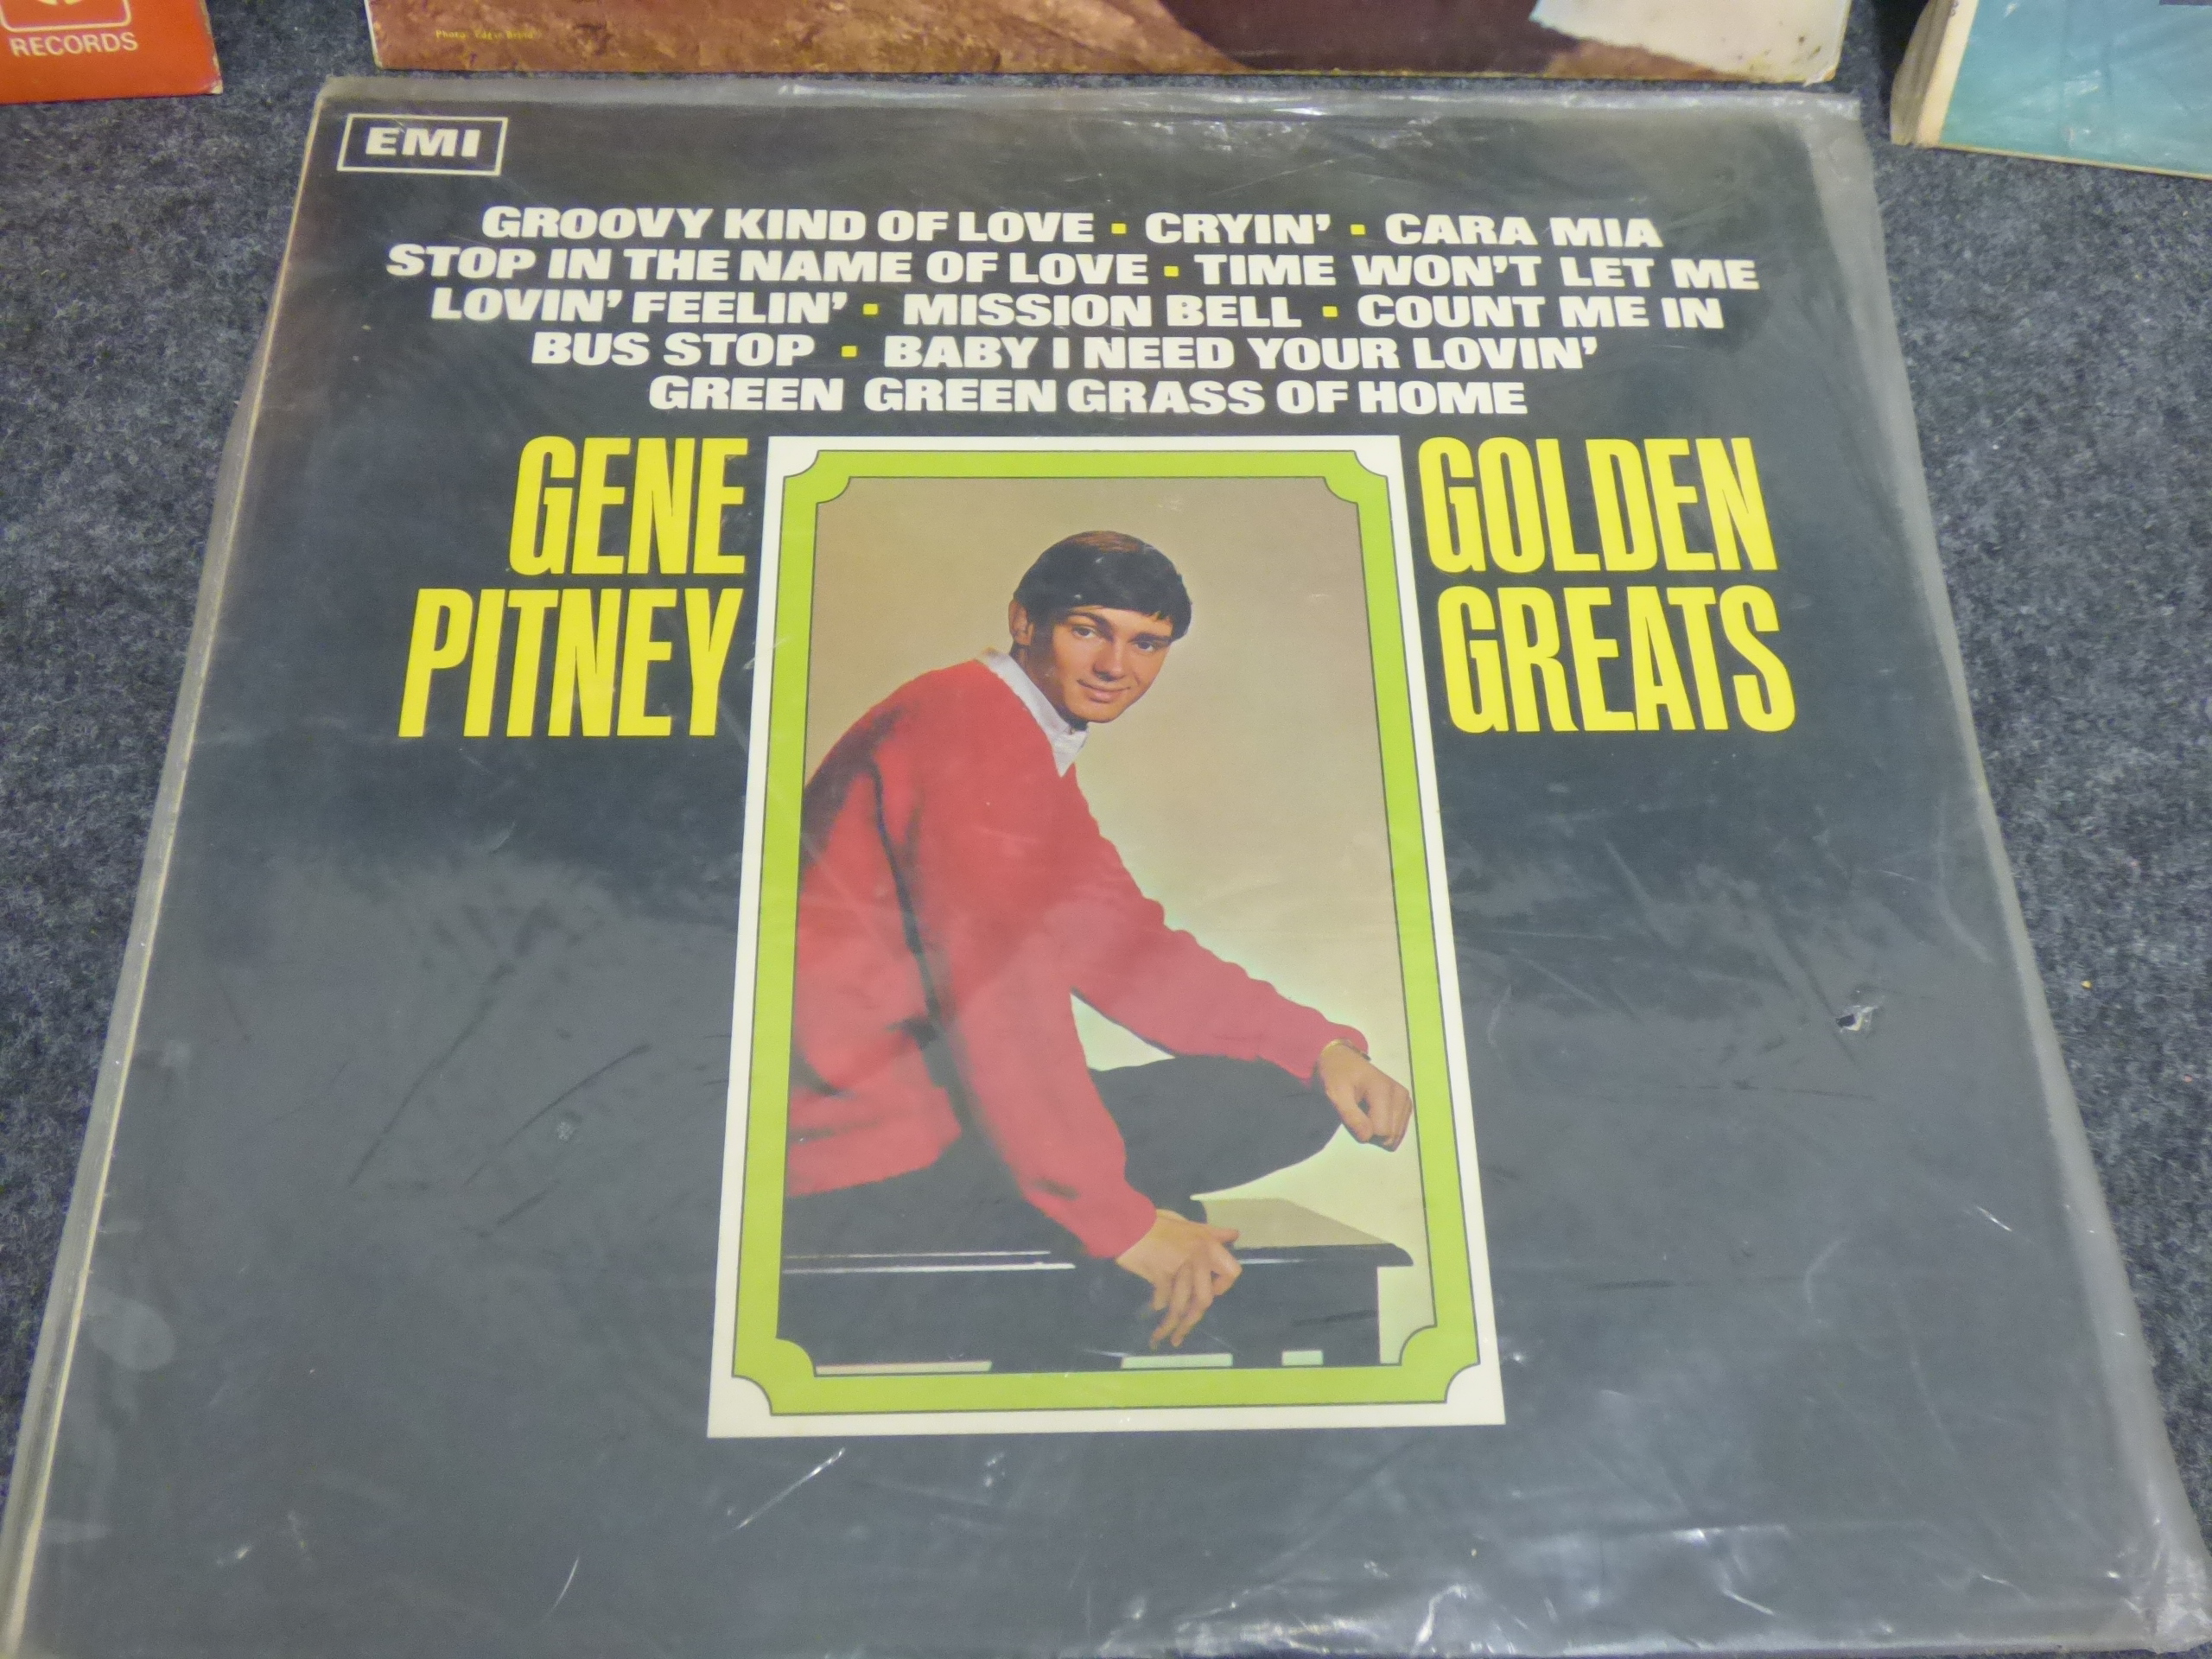 RECORDS
EMI
GROOVY KIND OF LOVE ▪ CRYIN' ▪ CARA MIA
STOP IN THE NAME OF LOVE ▪ TIME WON'T LET ME
LOVIN' FEELIN' ▪ MISSION BELL ▪ COUNT ME IN
BUS STOP ▪ BABY I NEED YOUR LOVIN'
GREEN GREEN GRASS OF HOME
GENE
PITNEY
GOLDEN
GREATS